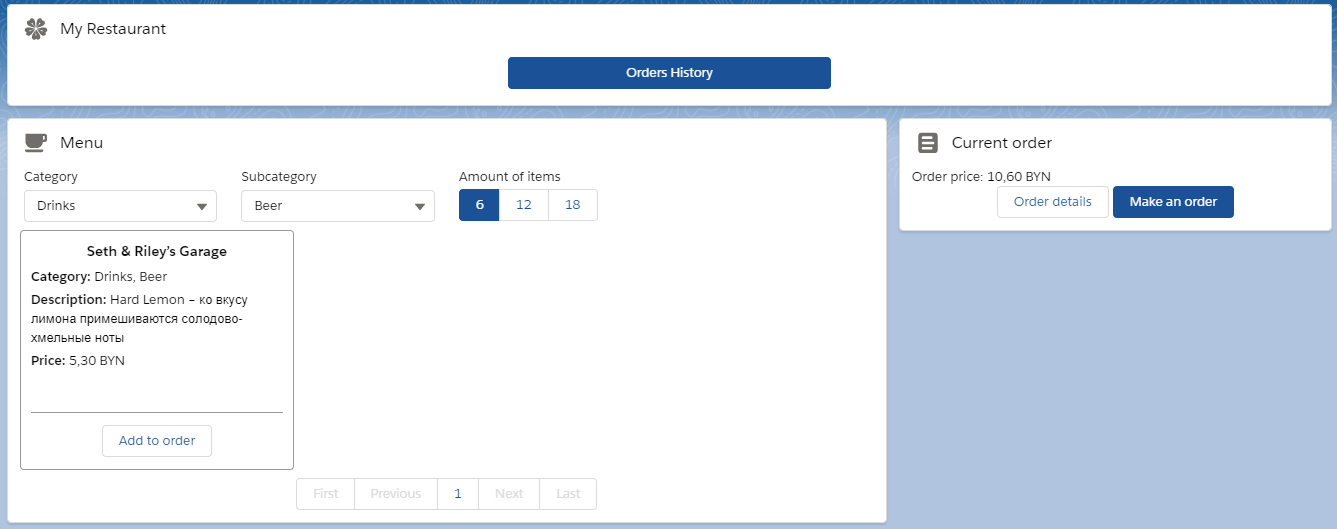 My Restaurant
Orders History
Menu
Category
Subcategory
Amount of items
Drinks
Beer
6
12
18
Seth & Riley’s Garage
Category: Drinks, Beer
Description: Hard Lemon – ко вкусу
лимона примешиваются солодово-
хмельные ноты
Price: 5,30 BYN
Add to order
First
Previous
1
Next
Last
Current order
Order price: 10,60 BYN
Order details
Make an order